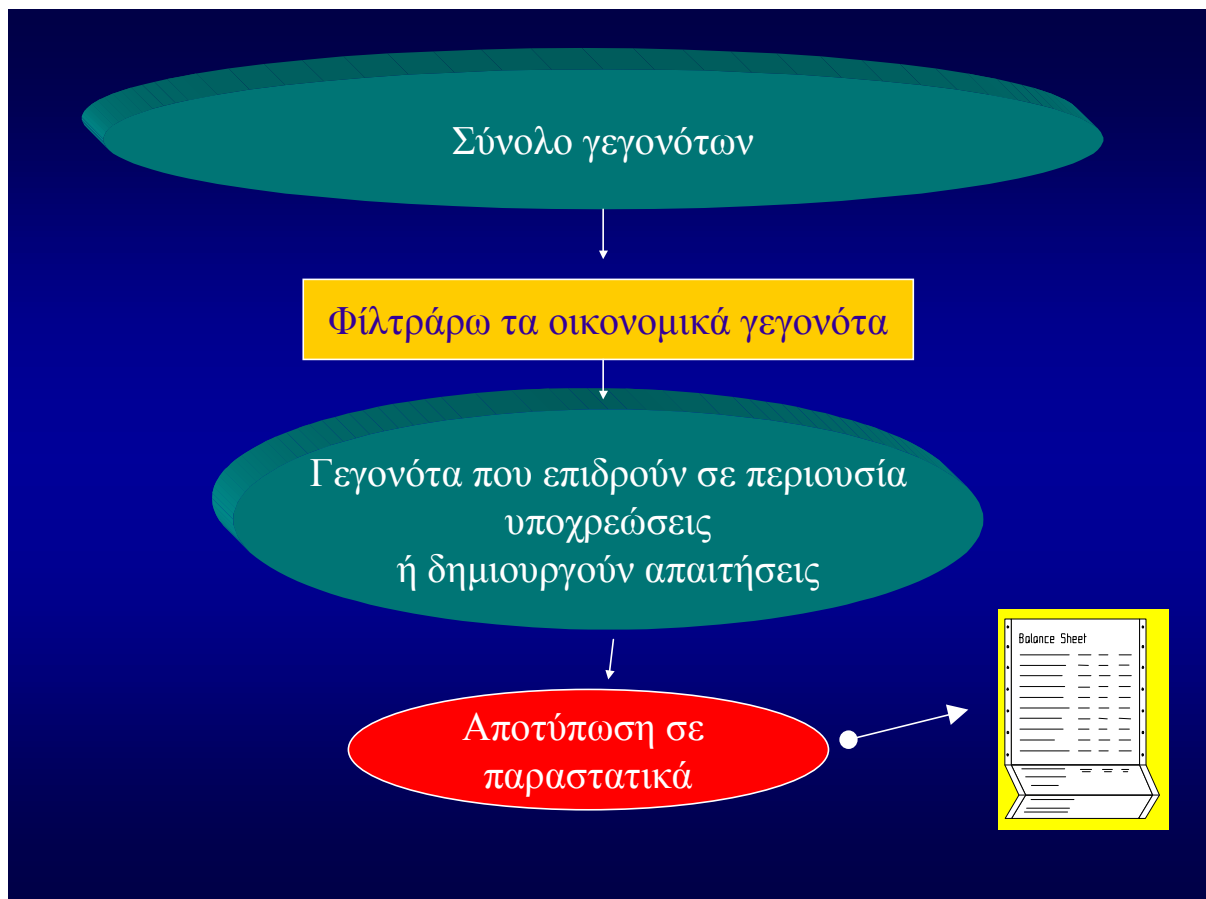 Σύνολο γεγονότων
Φίλτράρω τα οικονομικά γεγονότα
Γεγονότα που επιδρούν σε περιουσία
υποχρεώσεις
ή δημιουργούν απαιτήσεις
Balance Sheet
Αποτύπωση σε
παραστατικά